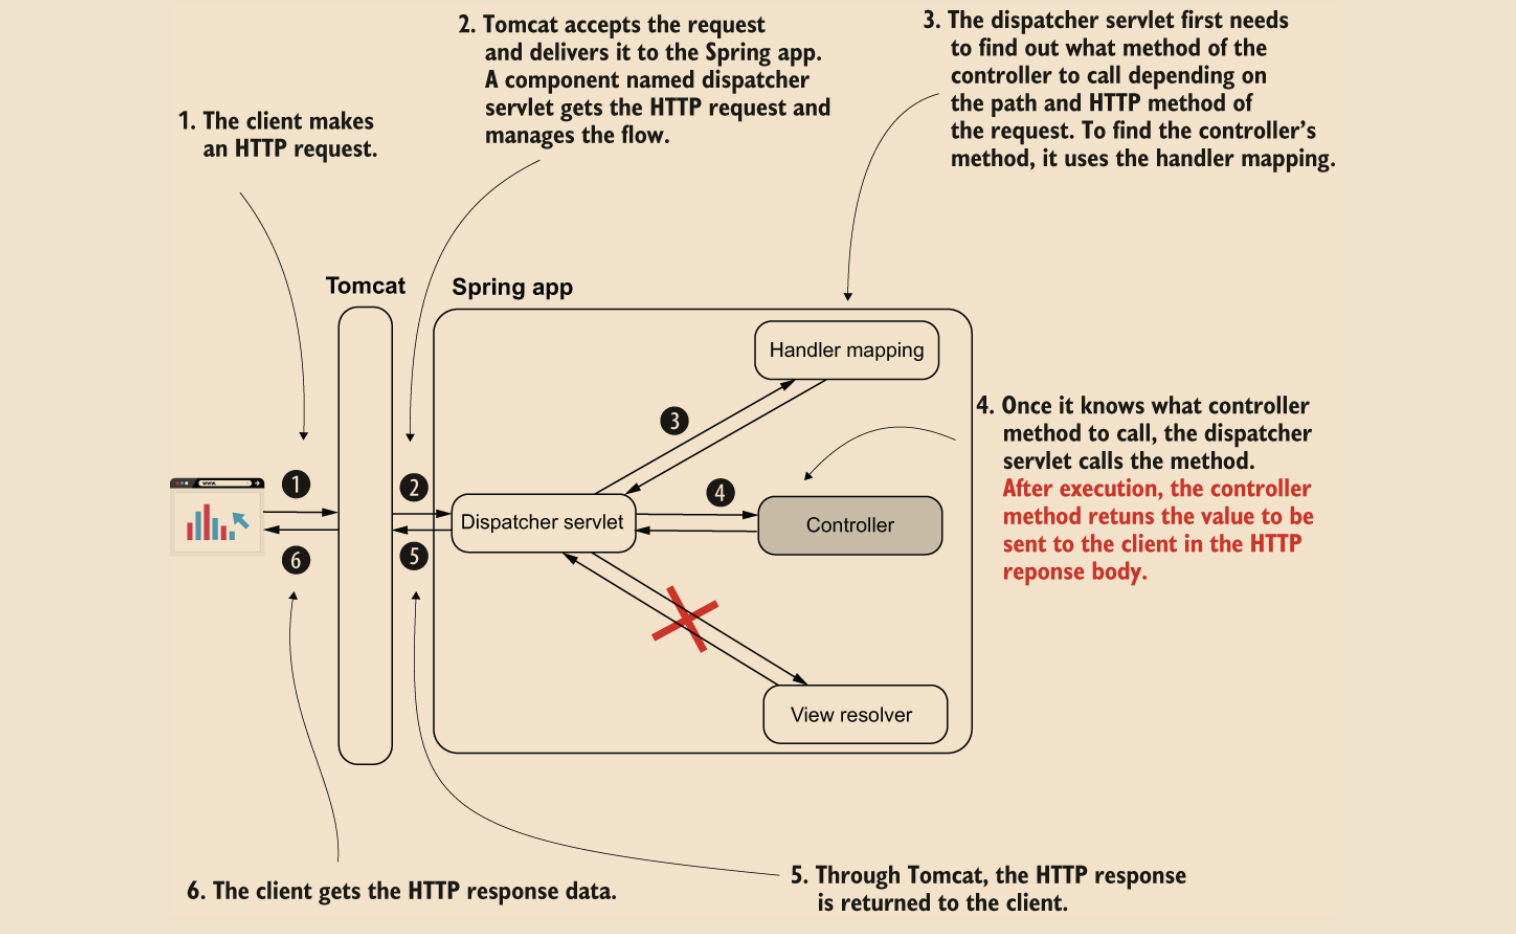 1. The client makes
an HTTP request.
2. Tomcat accepts the request
and delivers it to the Spring app.
A component named dispatcher
servlet gets the HTTP request and
manages the flow.
3. The dispatcher servlet first needs
to find out what method of the
controller to call depending on
the path and HTTP method of
the request. To find the controller's
method, it uses the handler mapping.
Tomcat
Spring app
Handler mapping
3
4. Once it knows what controller
method to call, the dispatcher
servlet calls the method.
After execution, the controller
method retuns the value to be
sent to the client in the HTTP
reponse body.
www.
1
2
4
Dispatcher servlet
Controller
6
5
View resolver
6. The client gets the HTTP response data.
5. Through Tomcat, the HTTP response
is returned to the client.